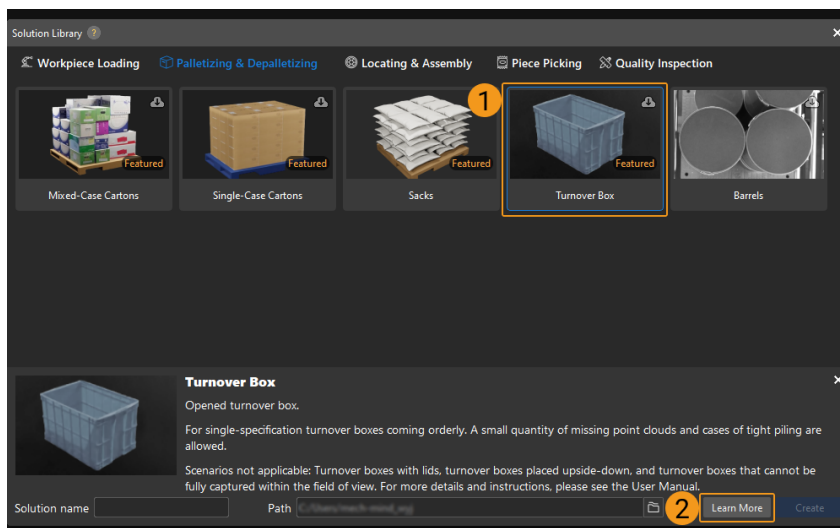 Solution Library ?
Workpiece Loading Palletizing & Depalletizing Locating & Assembly Piece Picking Quality Inspection
1
Featured Featured Featured Featured
Mixed-Case Cartons Single-Case Cartons Sacks Turnover Box Barrels
Turnover Box
Opened turnover box.
For single-specification turnover boxes coming orderly. A small quantity of missing point clouds and cases of tight piling are
allowed.
Scenarios not applicable: Turnover boxes with lids, turnover boxes placed upside-down, and turnover boxes that cannot be
fully captured within the field of view. For more details and instructions, please see the User Manual.
Solution name Path 2 Learn More Create